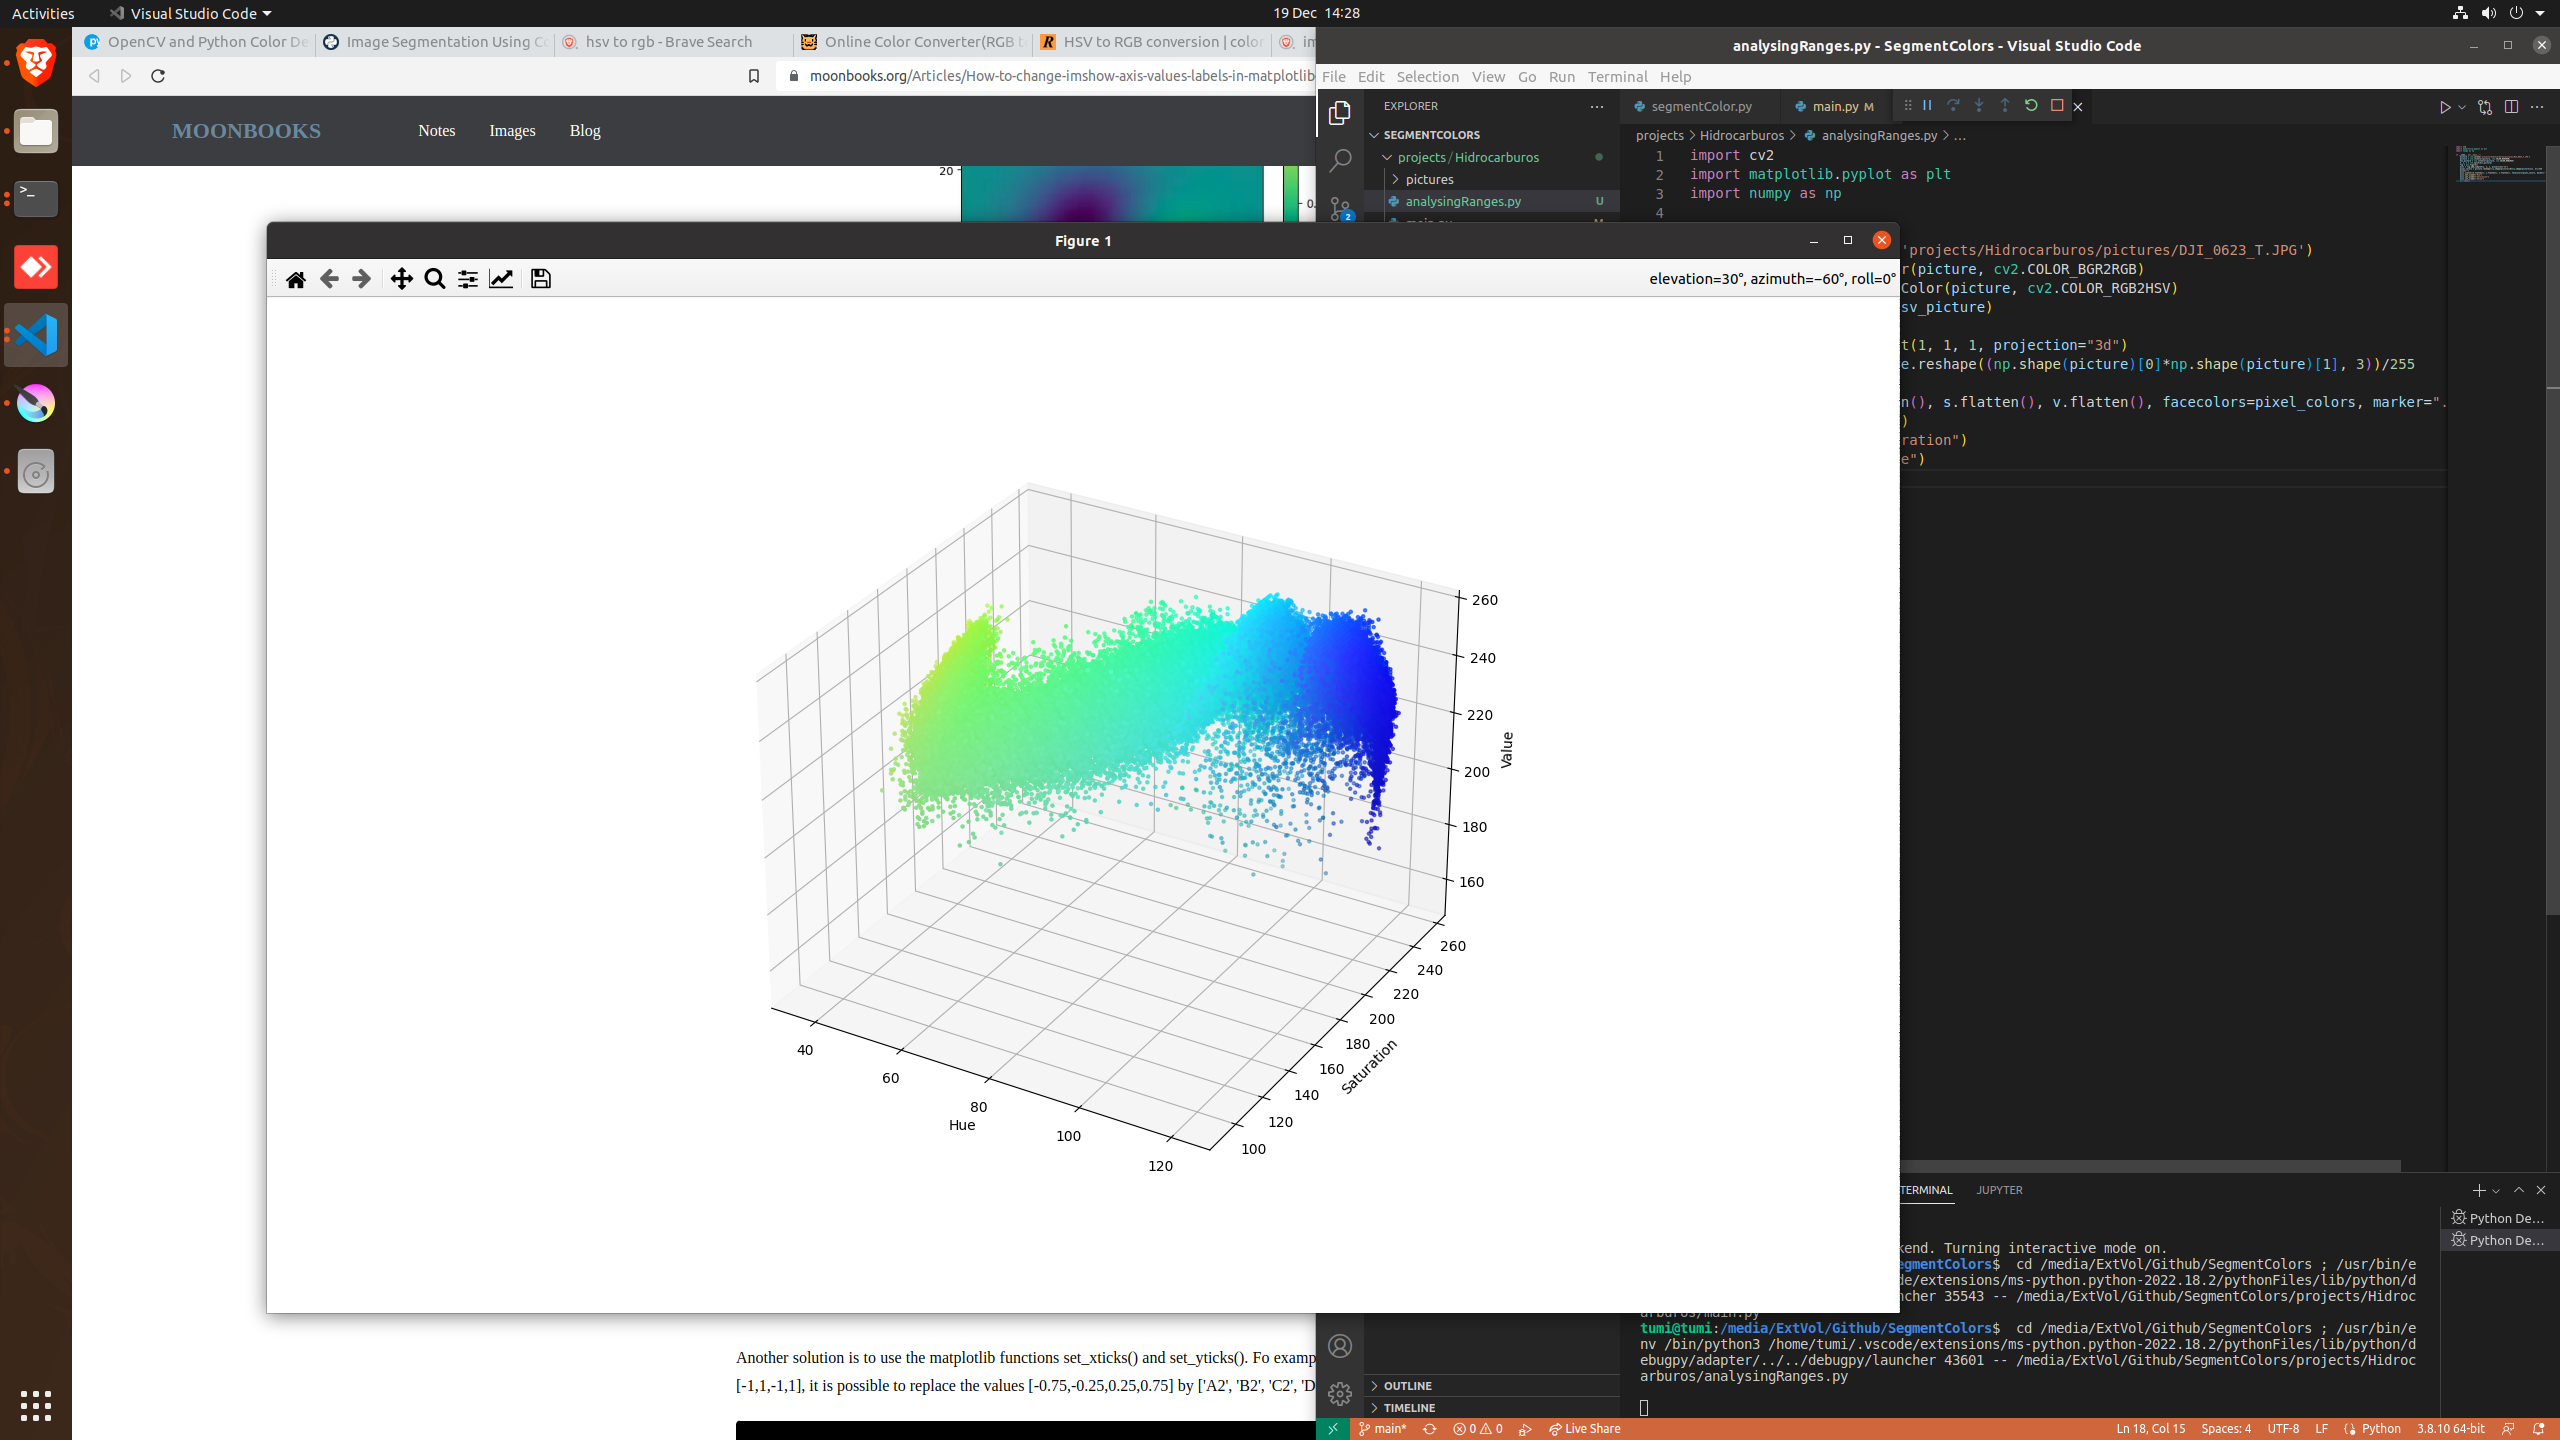 Activities
Visual Studio Code
19 Dec 14:28
OpenCV and Python Color De
Image Segmentation Using Co
hsv to rgb - Brave Search
Online Color Converter(RGB t
HSV to RGB conversion | color
im
moonbooks.org/Articles/How-to-change-imshow-axis-values-labels-in-matplotlib
MOONBOOKS
Notes
Images
Blog
20
0.
analysingRanges.py - SegmentColors - Visual Studio Code
File Edit Selection View Go Run Terminal Help
EXPLORER
segmentColor.py
main.py M
SEGMENTCOLORS
projects / Hidrocarburos
pictures
analysingRanges.py U
main.py M
2
projects > Hidrocarburos > analysingRanges.py > ...
1 import cv2
2 import matplotlib.pyplot as plt
3 import numpy as np
4
'projects/Hidrocarburos/pictures/DJI_0623_T.JPG')
r(picture, cv2.COLOR_BGR2RGB)
Color(picture, cv2.COLOR_RGB2HSV)
sv_picture)
t(1, 1, 1, projection="3d")
e.reshape((np.shape(picture)[0]*np.shape(picture)[1], 3))/255
n(), s.flatten(), v.flatten(), facecolors=pixel_colors, marker=".
)
ration")
e")
Figure 1
elevation=30°, azimuth=−60°, roll=0°
260
240
220
200
180
160
Value
260
240
220
200
180
160
140
120
100
Saturation
40
60
80
100
120
Hue
Another solution is to use the matplotlib functions set_xticks() and set_yticks(). Fo examp
[-1,1,-1,1], it is possible to replace the values [-0.75,-0.25,0.25,0.75] by ['A2', 'B2', 'C2', 'D
TERMINAL
JUPYTER
Python De...
Python De...
kend. Turning interactive mode on.
egmentColors$ cd /media/ExtVol/Github/SegmentColors ; /usr/bin/e
de/extensions/ms-python.python-2022.18.2/pythonFiles/lib/python/d
ncher 35543 -- /media/ExtVol/Github/SegmentColors/projects/Hidroc
arburos/main.py
tumi@tumi:/media/ExtVol/Github/SegmentColors$ cd /media/ExtVol/Github/SegmentColors ; /usr/bin/e
nv /bin/python3 /home/tumi/.vscode/extensions/ms-python.python-2022.18.2/pythonFiles/lib/python/d
ebugpy/adapter/../../debugpy/launcher 43601 -- /media/ExtVol/Github/SegmentColors/projects/Hidroc
arburos/analysingRanges.py
OUTLINE
TIMELINE
main*
0 0
Live Share
Ln 18, Col 15
Spaces: 4
UTF-8
LF
Python
3.8.10 64-bit